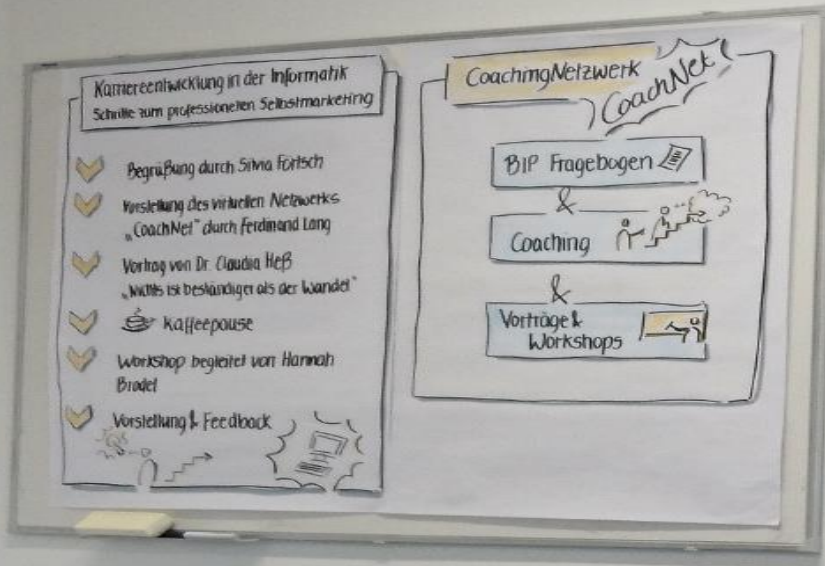 Karriereentwicklung in der Informatik
Schritte zum professionellen Selbstmarketing
Begrüßung durch Silvia Förtsch
Vorstellung des virtuellen Netzwerks
„CoachNet" durch Ferdinand Lang
Vortrag von Dr. Claudia Heß
„Nichts ist beständiger als der Wandel"
Kaffeepause
Workshop begleitet von Hannah
Vorstellung & Feedback
CoachingNetzwerk
CoachNet!
BIP Fragebogen
&
Coaching
&
Vorträge &
Workshops